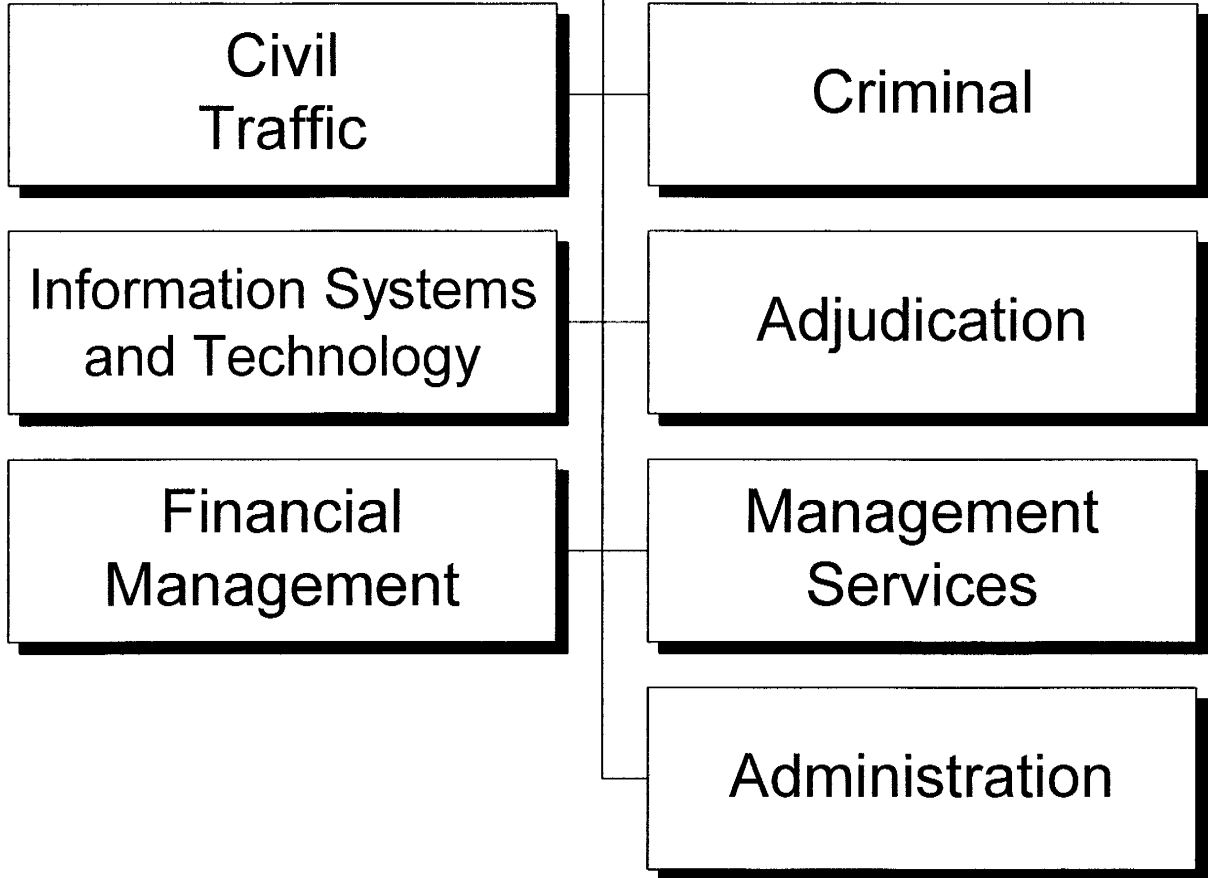 Civil
Traffic
Criminal
Information Systems
and Technology
Adjudication
Financial
Management
Management
Services
Administration